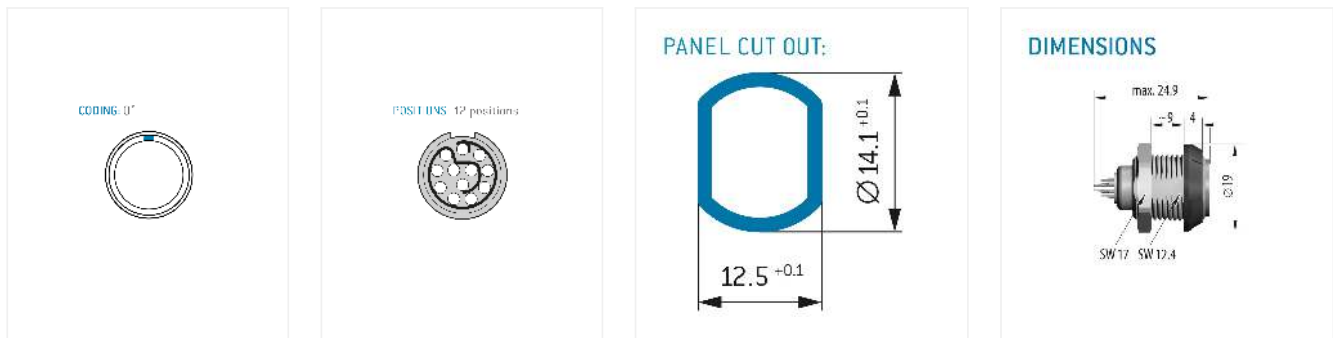 CODING: 0°
POSITIONS: 12 positions
PANEL CUT OUT:
Ø 14.1 +0.1
12.5 +0.1
DIMENSIONS
max. 24.9
~9
4
Ø19
SW 17
SW 12.4